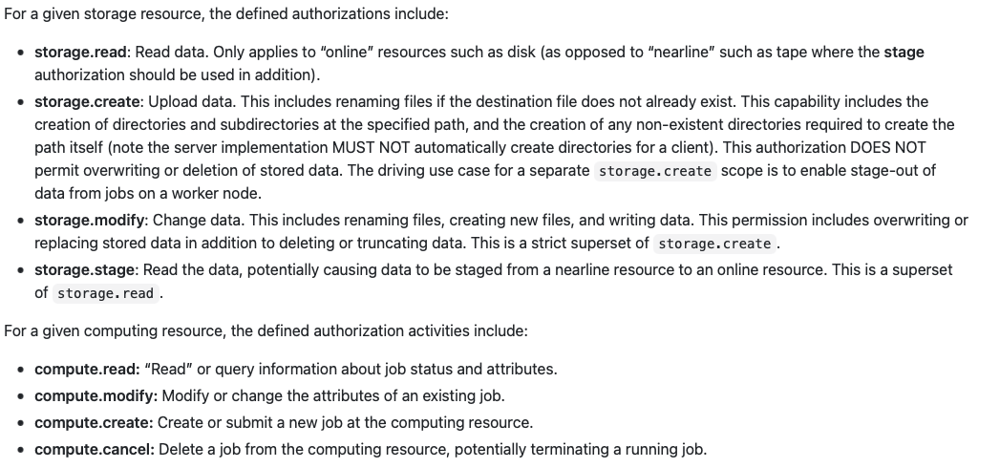 For a given storage resource, the defined authorizations include:
• storage.read: Read data. Only applies to “online” resources such as disk (as opposed to “nearline” such as tape where the stage
authorization should be used in addition).
• storage.create: Upload data. This includes renaming files if the destination file does not already exist. This capability includes the
creation of directories and subdirectories at the specified path, and the creation of any non-existent directories required to create the
path itself (note the server implementation MUST NOT automatically create directories for a client). This authorization DOES NOT
permit overwriting or deletion of stored data. The driving use case for a separate storage.create scope is to enable stage-out of
data from jobs on a worker node.
• storage.modify: Change data. This includes renaming files, creating new files, and writing data. This permission includes overwriting or
replacing stored data in addition to deleting or truncating data. This is a strict superset of storage.create .
• storage.stage: Read the data, potentially causing data to be staged from a nearline resource to an online resource. This is a superset
of storage.read .
For a given computing resource, the defined authorization activities include:
• compute.read: “Read” or query information about job status and attributes.
• compute.modify: Modify or change the attributes of an existing job.
• compute.create: Create or submit a new job at the computing resource.
• compute.cancel: Delete a job from the computing resource, potentially terminating a running job.